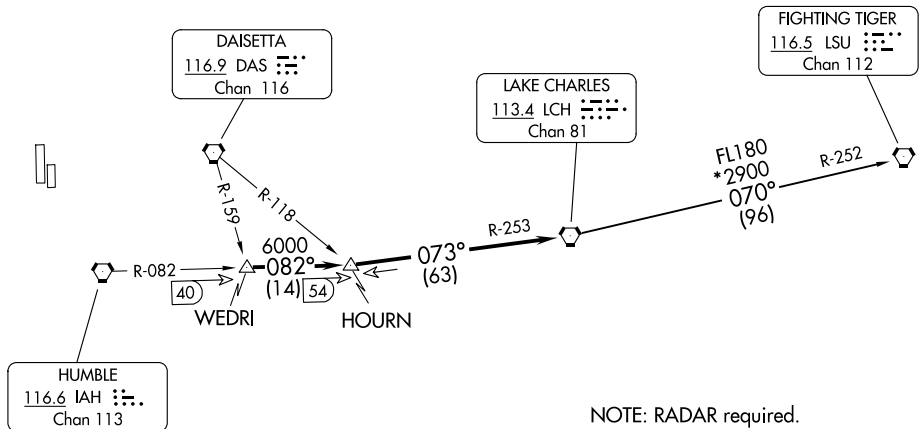 FIGHTING TIGER
116.5 LSU
Chan 112
DAISETTA
116.9 DAS
Chan 116
LAKE CHARLES
113.4 LCH
Chan 81
FL180
*2900
070°
(96)
R-252
R-159
R-118
R-253
073°
(63)
R-082
6000
082°
(14)
40
54
WEDRI
HOURN
HUMBLE
116.6 IAH
Chan 113
NOTE: RADAR required.